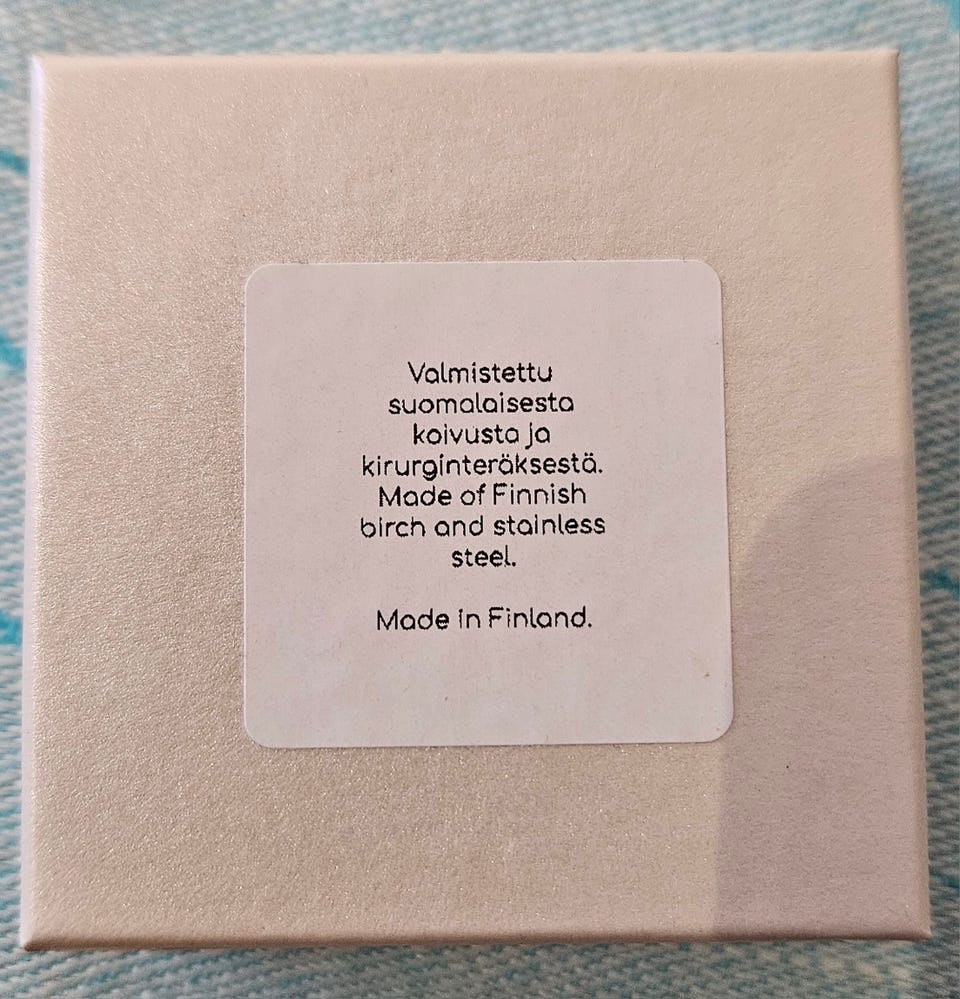 Valmistettu
suomalaisesta
koivusta ja
kirurginteräksestä.
Made of Finnish
birch and stainless
steel.
Made in Finland.